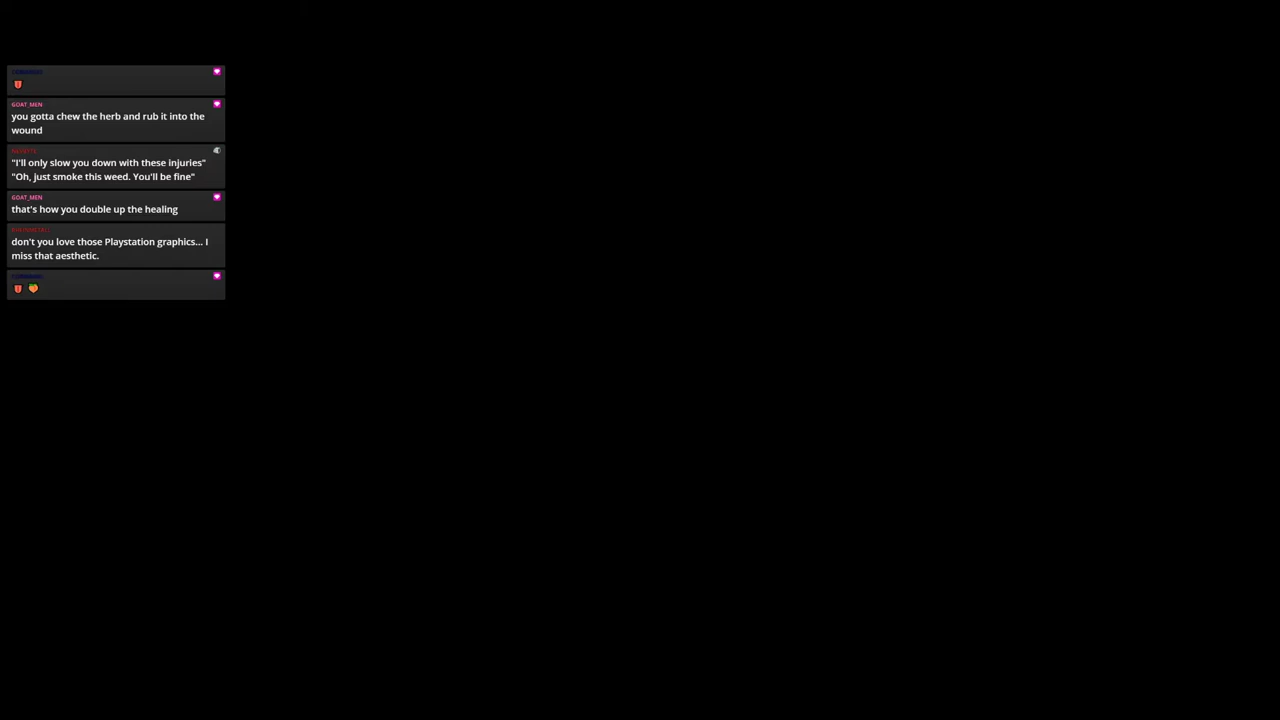 GOAT_MEN
you gotta chew the herb and rub it into the
wound
"I'll only slow you down with these injuries"
"Oh, just smoke this weed. You'll be fine"
GOAT_MEN
that's how you double up the healing
don't you love those Playstation graphics... I
miss that aesthetic.